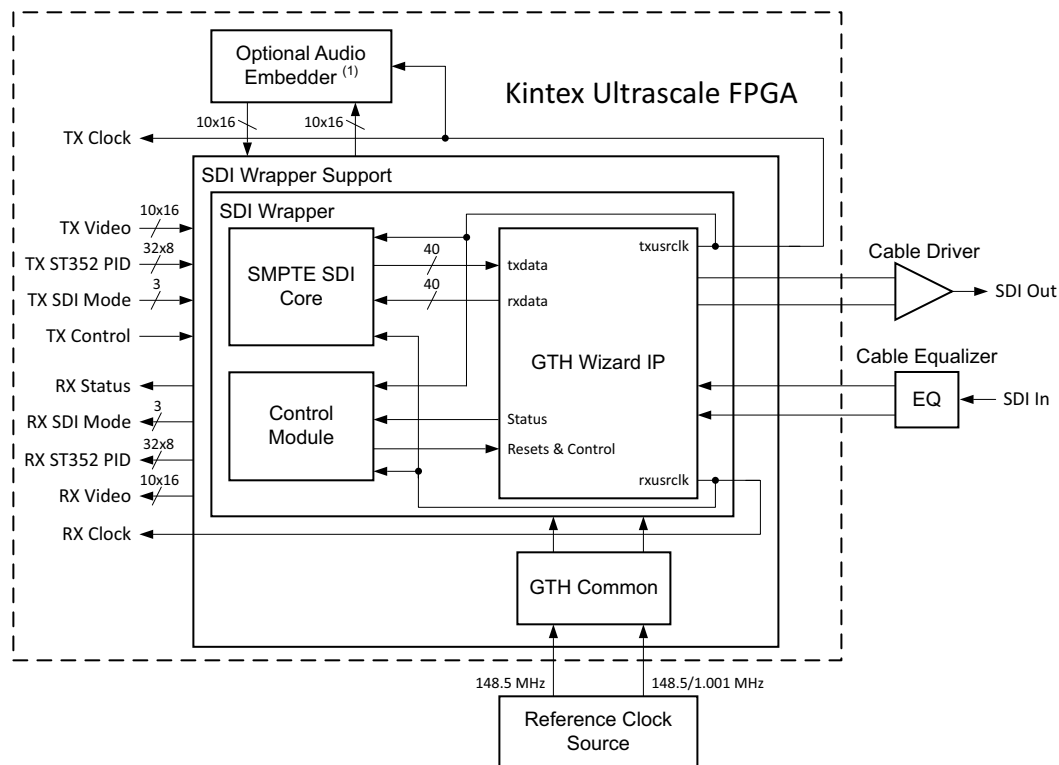 Optional Audio
Embedder (1)
Kintex Ultrascale FPGA
10x16
10x16
TX Clock
SDI Wrapper Support
SDI Wrapper
10x16
TX Video
32x8
TX ST352 PID
3
TX SDI Mode
TX Control
RX Status
3
RX SDI Mode
32x8
RX ST352 PID
10x16
RX Video
RX Clock
SMPTE SDI
Core
40
40
Control
Module
txusrclk
txdata
rxdata
GTH Wizard IP
Status
Resets & Control
rxusrclk
Cable Driver
SDI Out
Cable Equalizer
EQ
SDI In
GTH Common
148.5 MHz
148.5/1.001 MHz
Reference Clock
Source